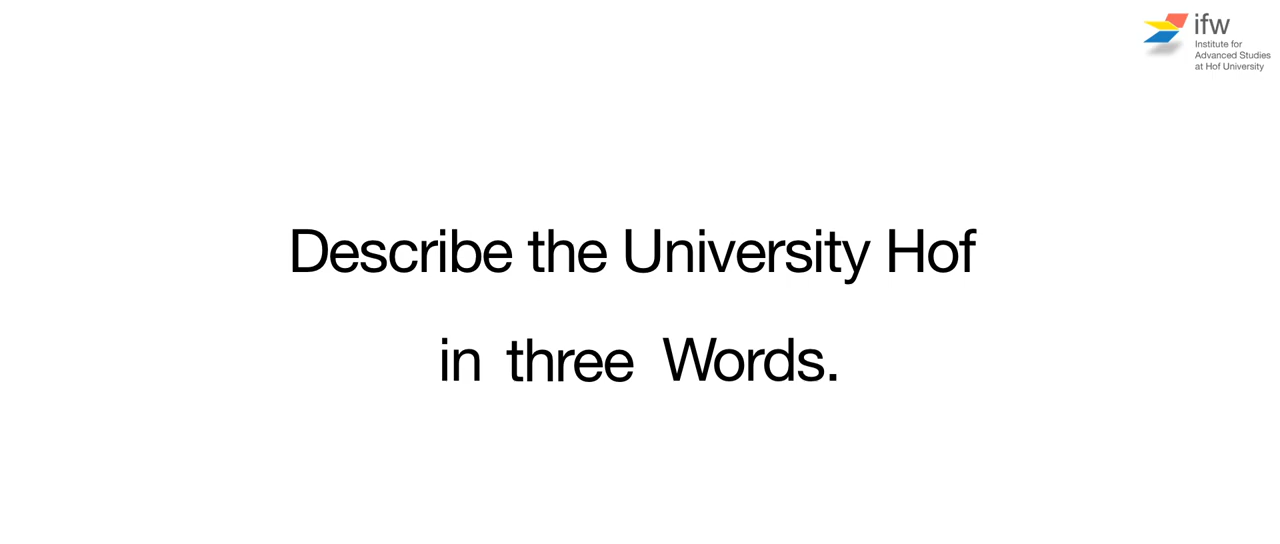 ifw
Institute for
Advanced Studies
at Hof University
Describe the University Hof
in three Words.